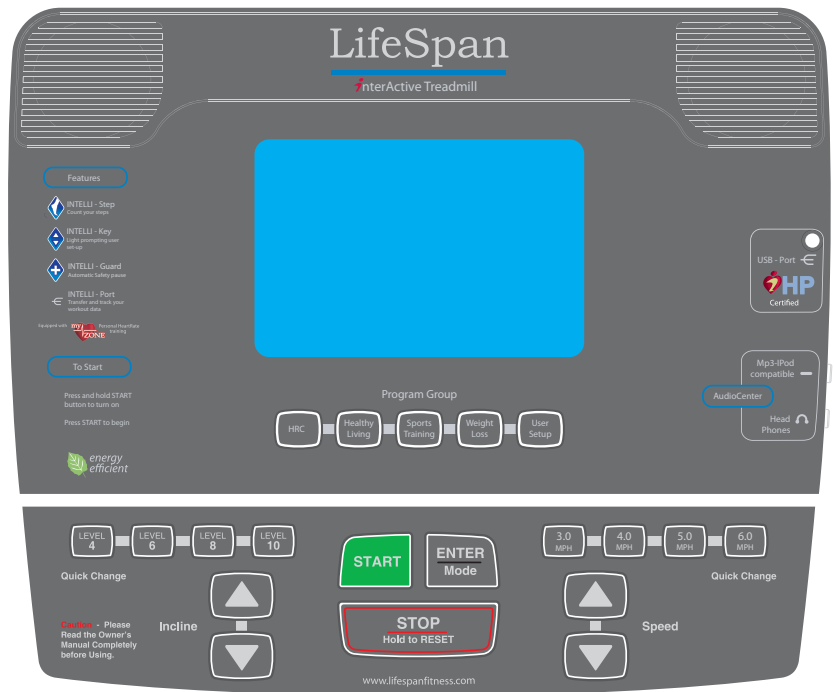 LifeSpan
interActive Treadmill
Features
INTELLI - Step
Count your steps
INTELLI - Key
Light prompting user
set-up
INTELLI - Guard
Automatic Safety pause
INTELLI - Port
Transfer and track your
workout data
Equipped with
my
ZONE
Personal HeartRate
training
To Start
Press and hold START
button to turn on
Press START to begin
energy
efficient
USB - Port
iHP
Certified
Mp3-IPod
compatible
AudioCenter
Head
Phones
Program Group
HRC
Healthy
Living
Sports
Training
Weight
Loss
User
Setup
LEVEL
4
LEVEL
6
LEVEL
8
LEVEL
10
Quick Change
Caution - Please
Read the Owner's
Manual Completely
before Using.
Incline
START
ENTER
Mode
STOP
Hold to RESET
3.0
MPH
4.0
MPH
5.0
MPH
6.0
MPH
Quick Change
Speed
www.lifespanfitness.com